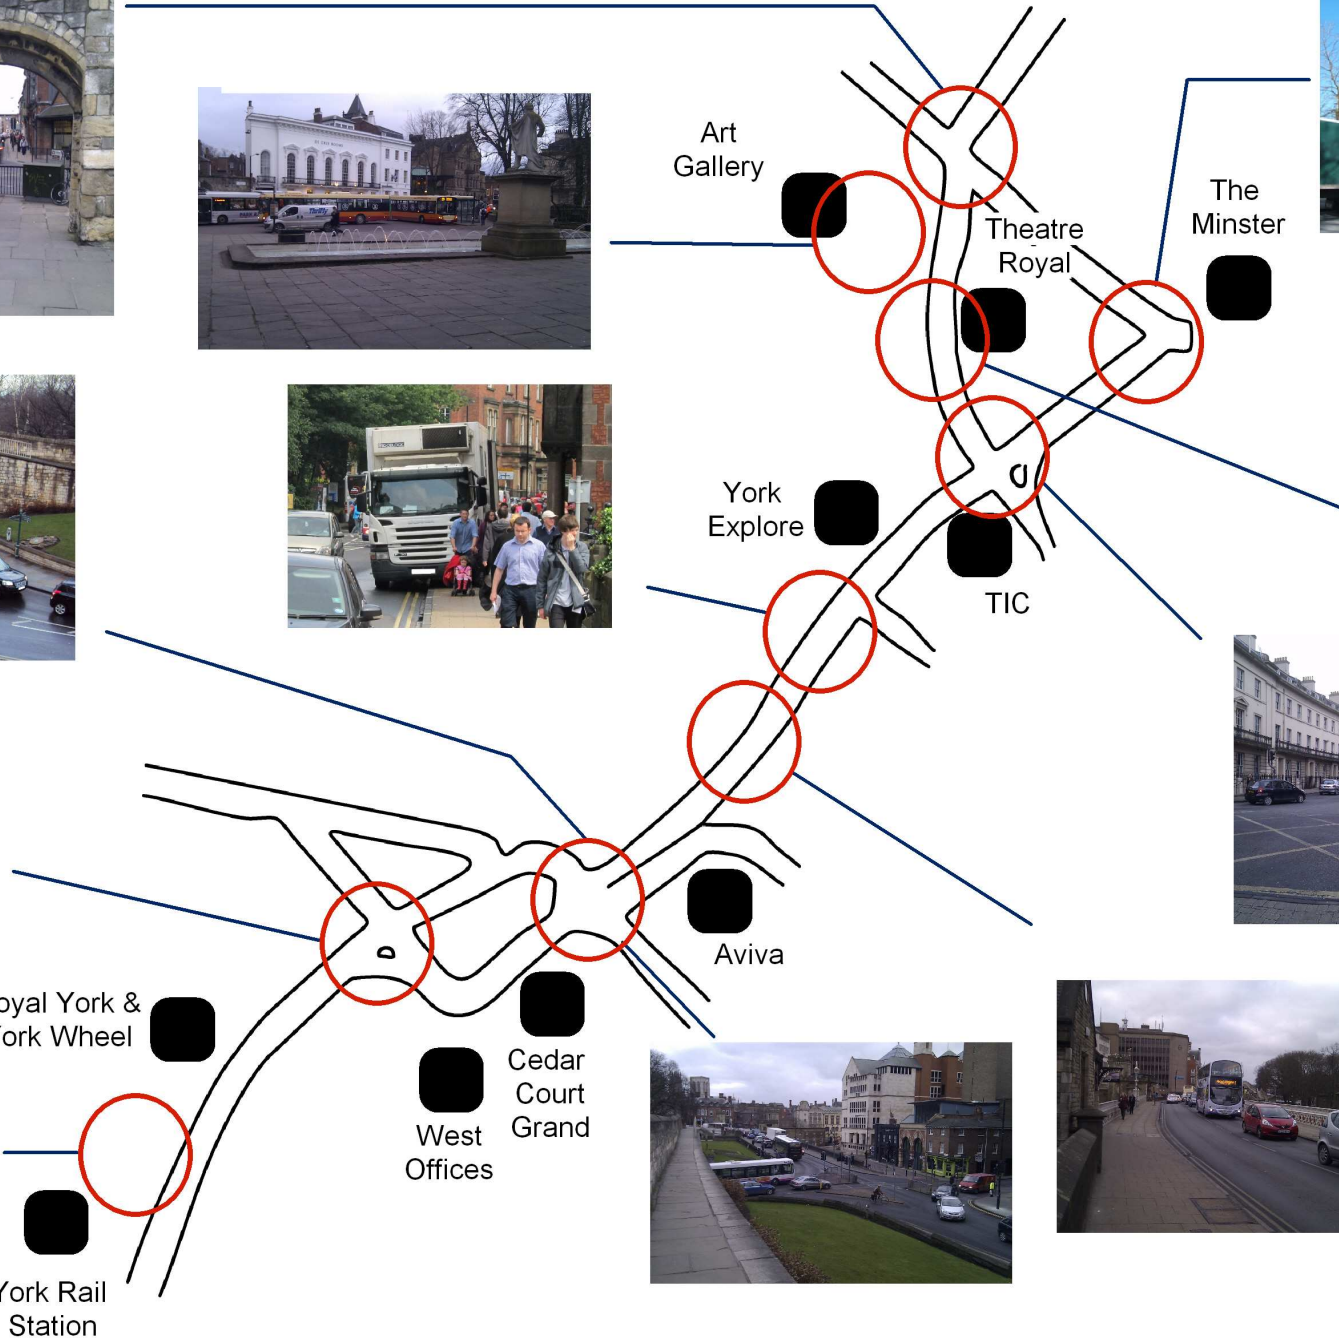 Art
Gallery
The
Minster
Theatre
Royal
York
Explore
TIC
Aviva
oyal York &
ork Wheel
Cedar
Court
Grand
West
Offices
York Rail
Station